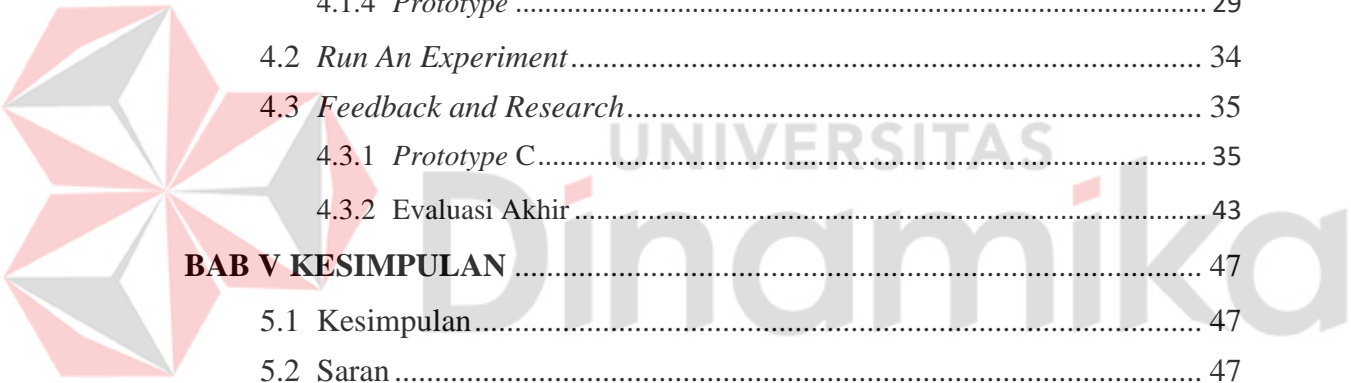 4.1.4 Prototype ........................................................................................................ 29
4.2 Run An Experiment ................................................................................. 34
4.3 Feedback and Research .......................................................................... 35
UNIVERSITAS
4.3.1 Prototype C ................................................................................................. 35
Dinamika
4.3.2 Evaluasi Akhir ........................................................................................... 43
BAB V KESIMPULAN ........................................................................................ 47
5.1 Kesimpulan ............................................................................................. 47
5.2 Saran ....................................................................................................... 47